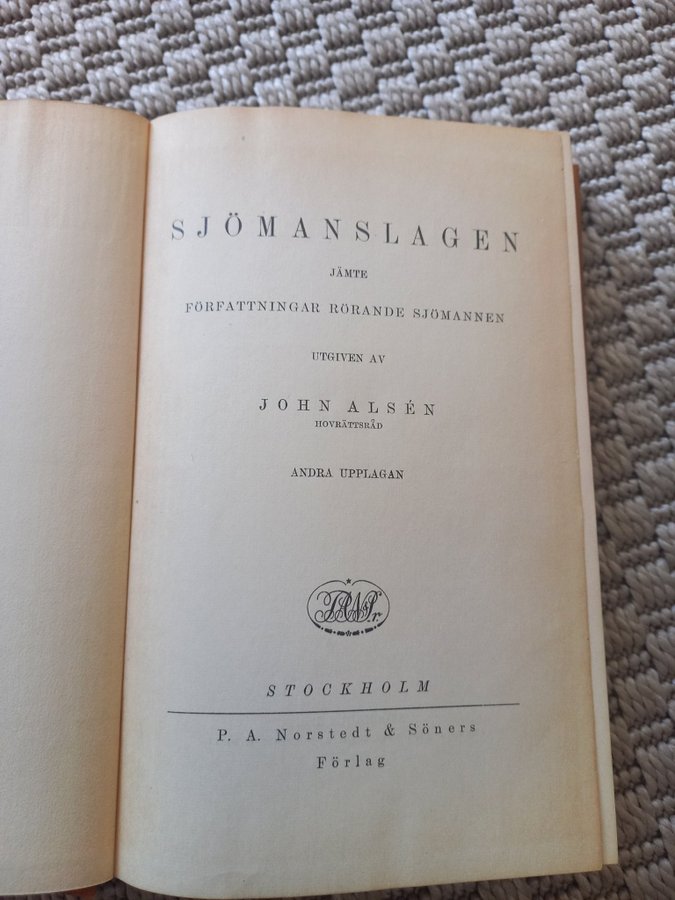 SJÖMANSLAGEN
JÄMTE
FÖRFATTNINGAR RÖRANDE SJÖMANNEN
UTGIVEN AV
JOHN ALSÉN
HOVRÄTTSRÅD
ANDRA UPPLAGAN
STOCKHOLM
P. A. Norstedt & Söners
Förlag